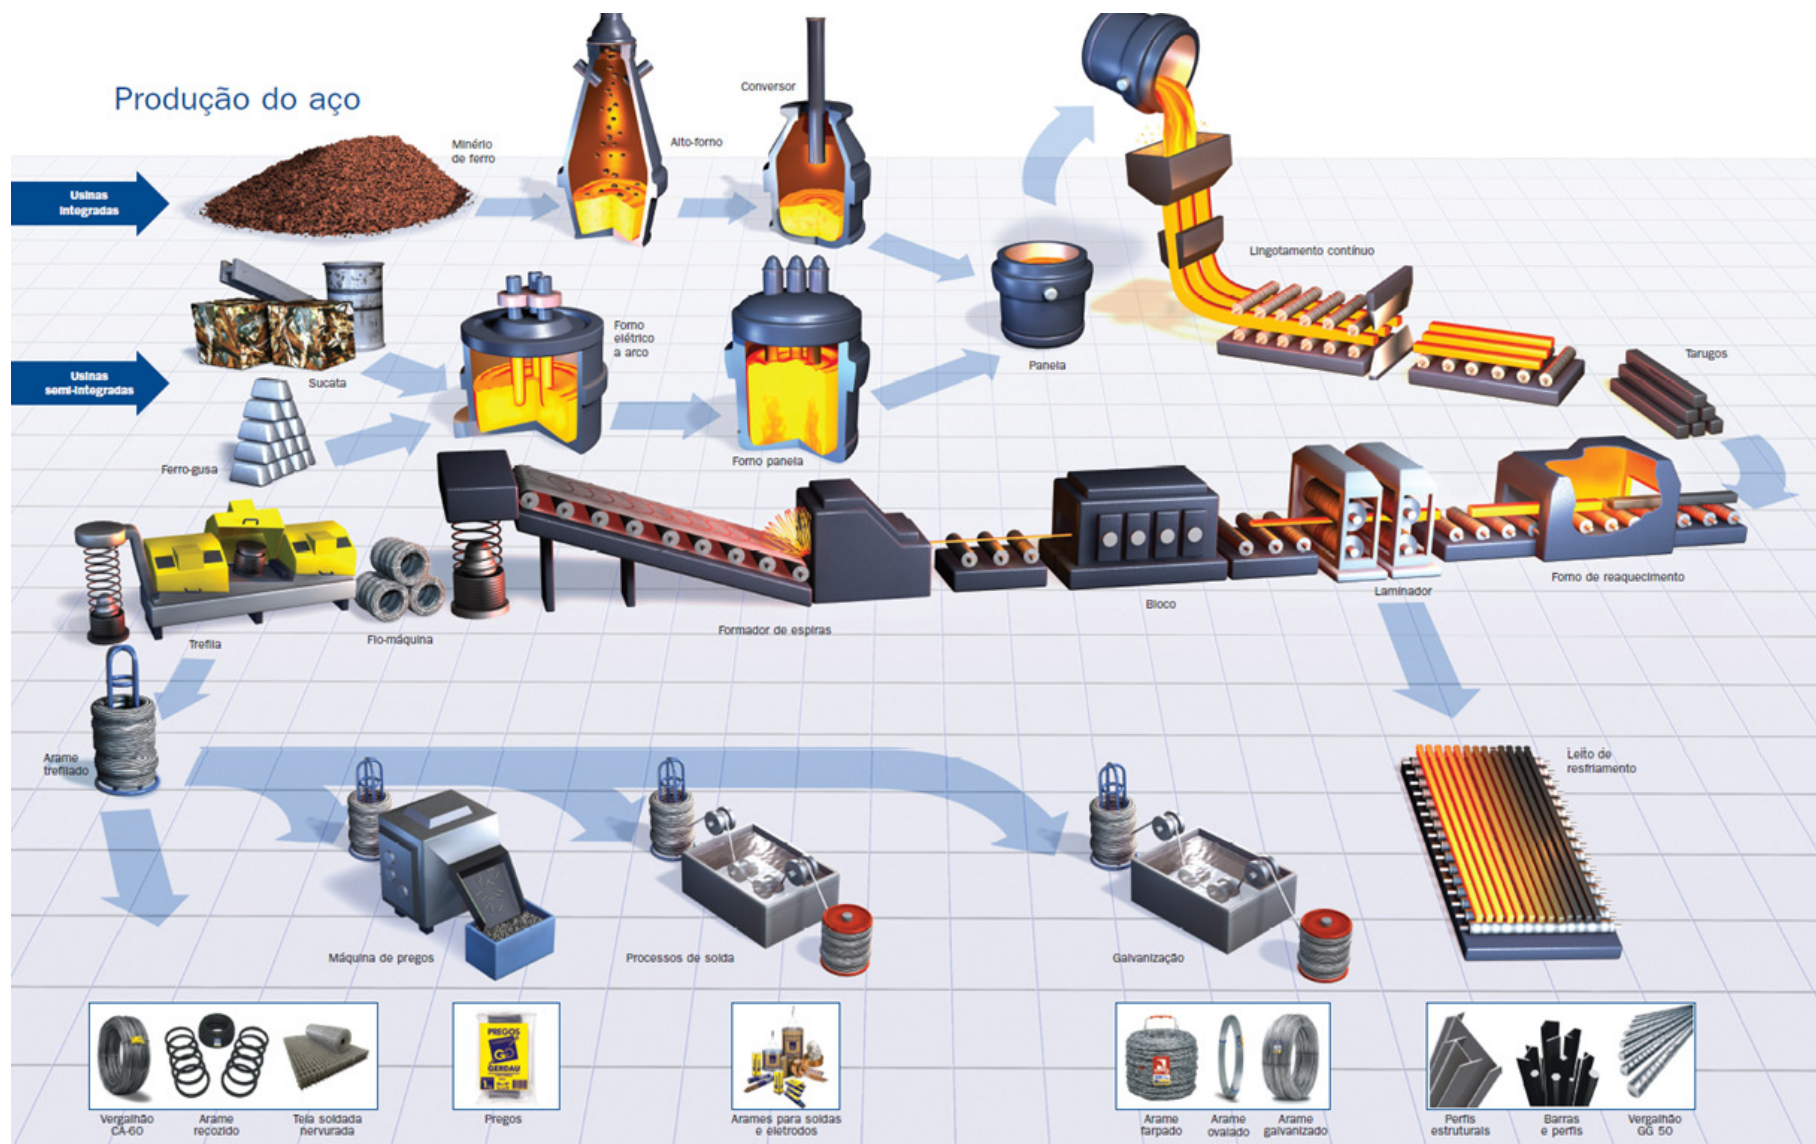 Produção do aço
Usinas
integradas
Minério
de ferro
Alto-forno
Conversor
Lingotamento contínuo
Usinas
semi-integradas
Sucata
Ferro-gusa
Forno
elétrico
a arco
Forno panela
Panela
Tarugos
Forno de reaquecimento
Laminador
Bloco
Formador de espiras
Fio-máquina
Trefila
Arame
trefilado
Leito de
resfriamento
Máquina de pregos
Processos de solda
Galvanização
PREGOS
GG
GERDAU
Vergalhão
CA-60
Arame
recozido
Tela soldada
nervurada
Pregos
Arames para soldas
e eletrodos
Arame
farpado
Arame
ovalado
Arame
galvanizado
Perfis
estruturais
Barras
e perfis
Vergalhão
GG 50